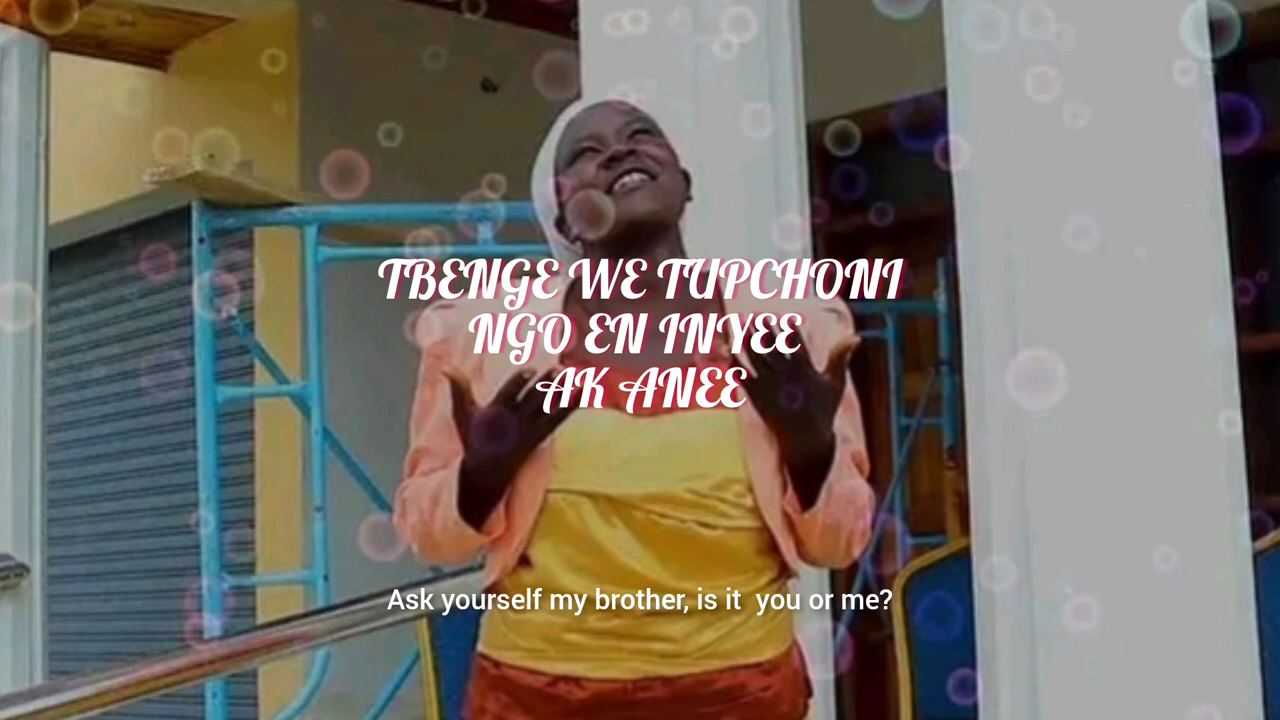 TBENGE WE TUPCHONI
NGO EN INYEE
AK ANEE
Ask yourself my brother, is it  you or me?